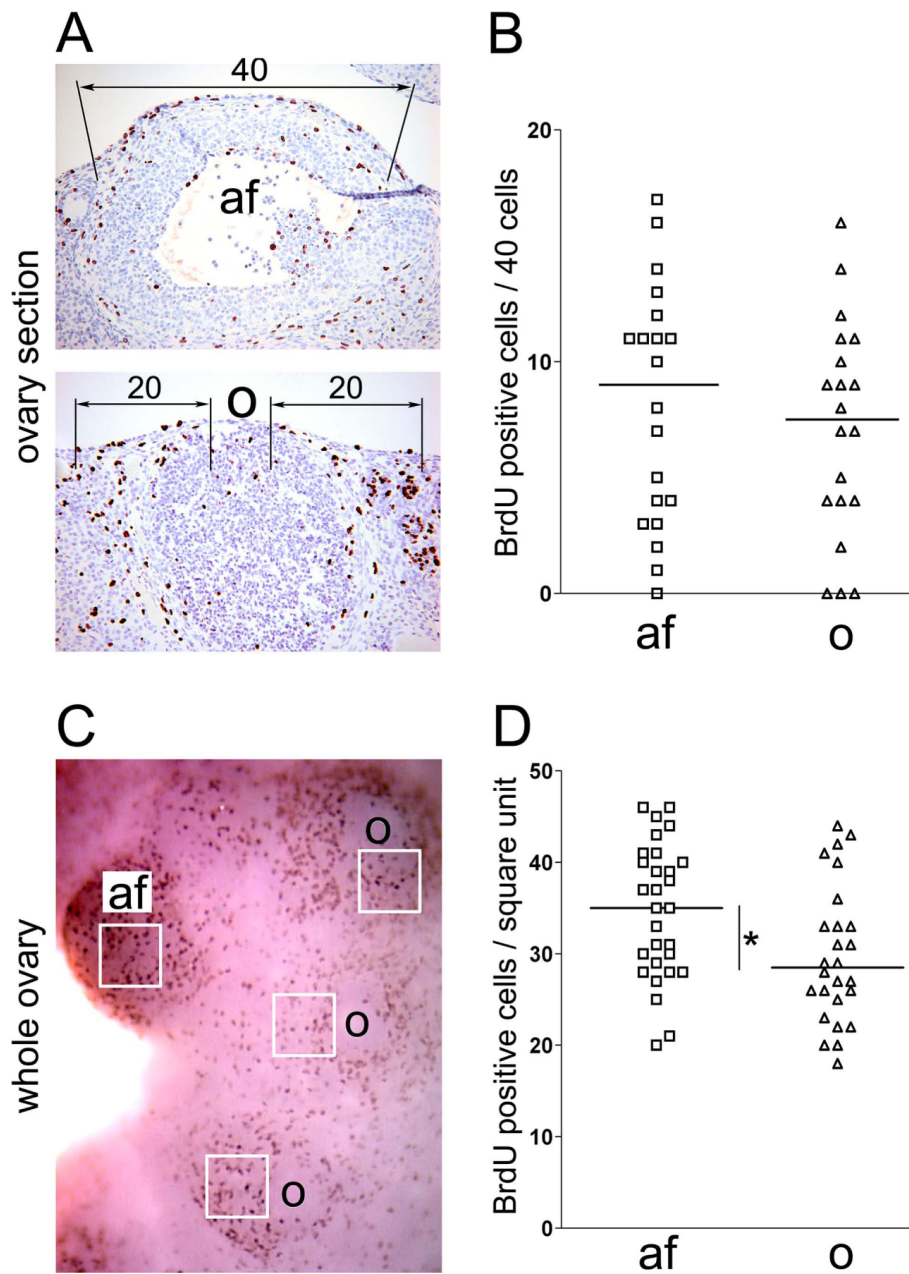 A
ovary section
40
af
20
o
20
B
BrdU positive cells / 40 cells
20
10
0
af
o
C
whole ovary
af
o
o
o
D
BrdU positive cells / square unit
50
40
30
20
10
0
*
af
o